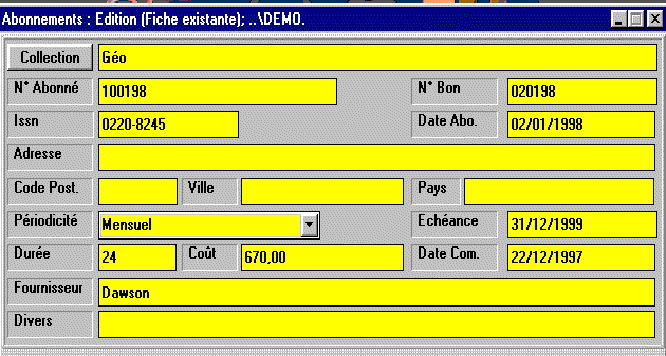 Abonnements : Edition (Fiche existante); ..\DEMO.
Collection Géo
N° Abonné 100198 N° Bon 020198
Issn 0220-8245 Date Abo. 02/01/1998
Adresse
Code Post. Ville Pays
Périodicité Mensuel Echéance 31/12/1999
Durée 24 Coût 670,00 Date Com. 22/12/1997
Fournisseur Dawson
Divers